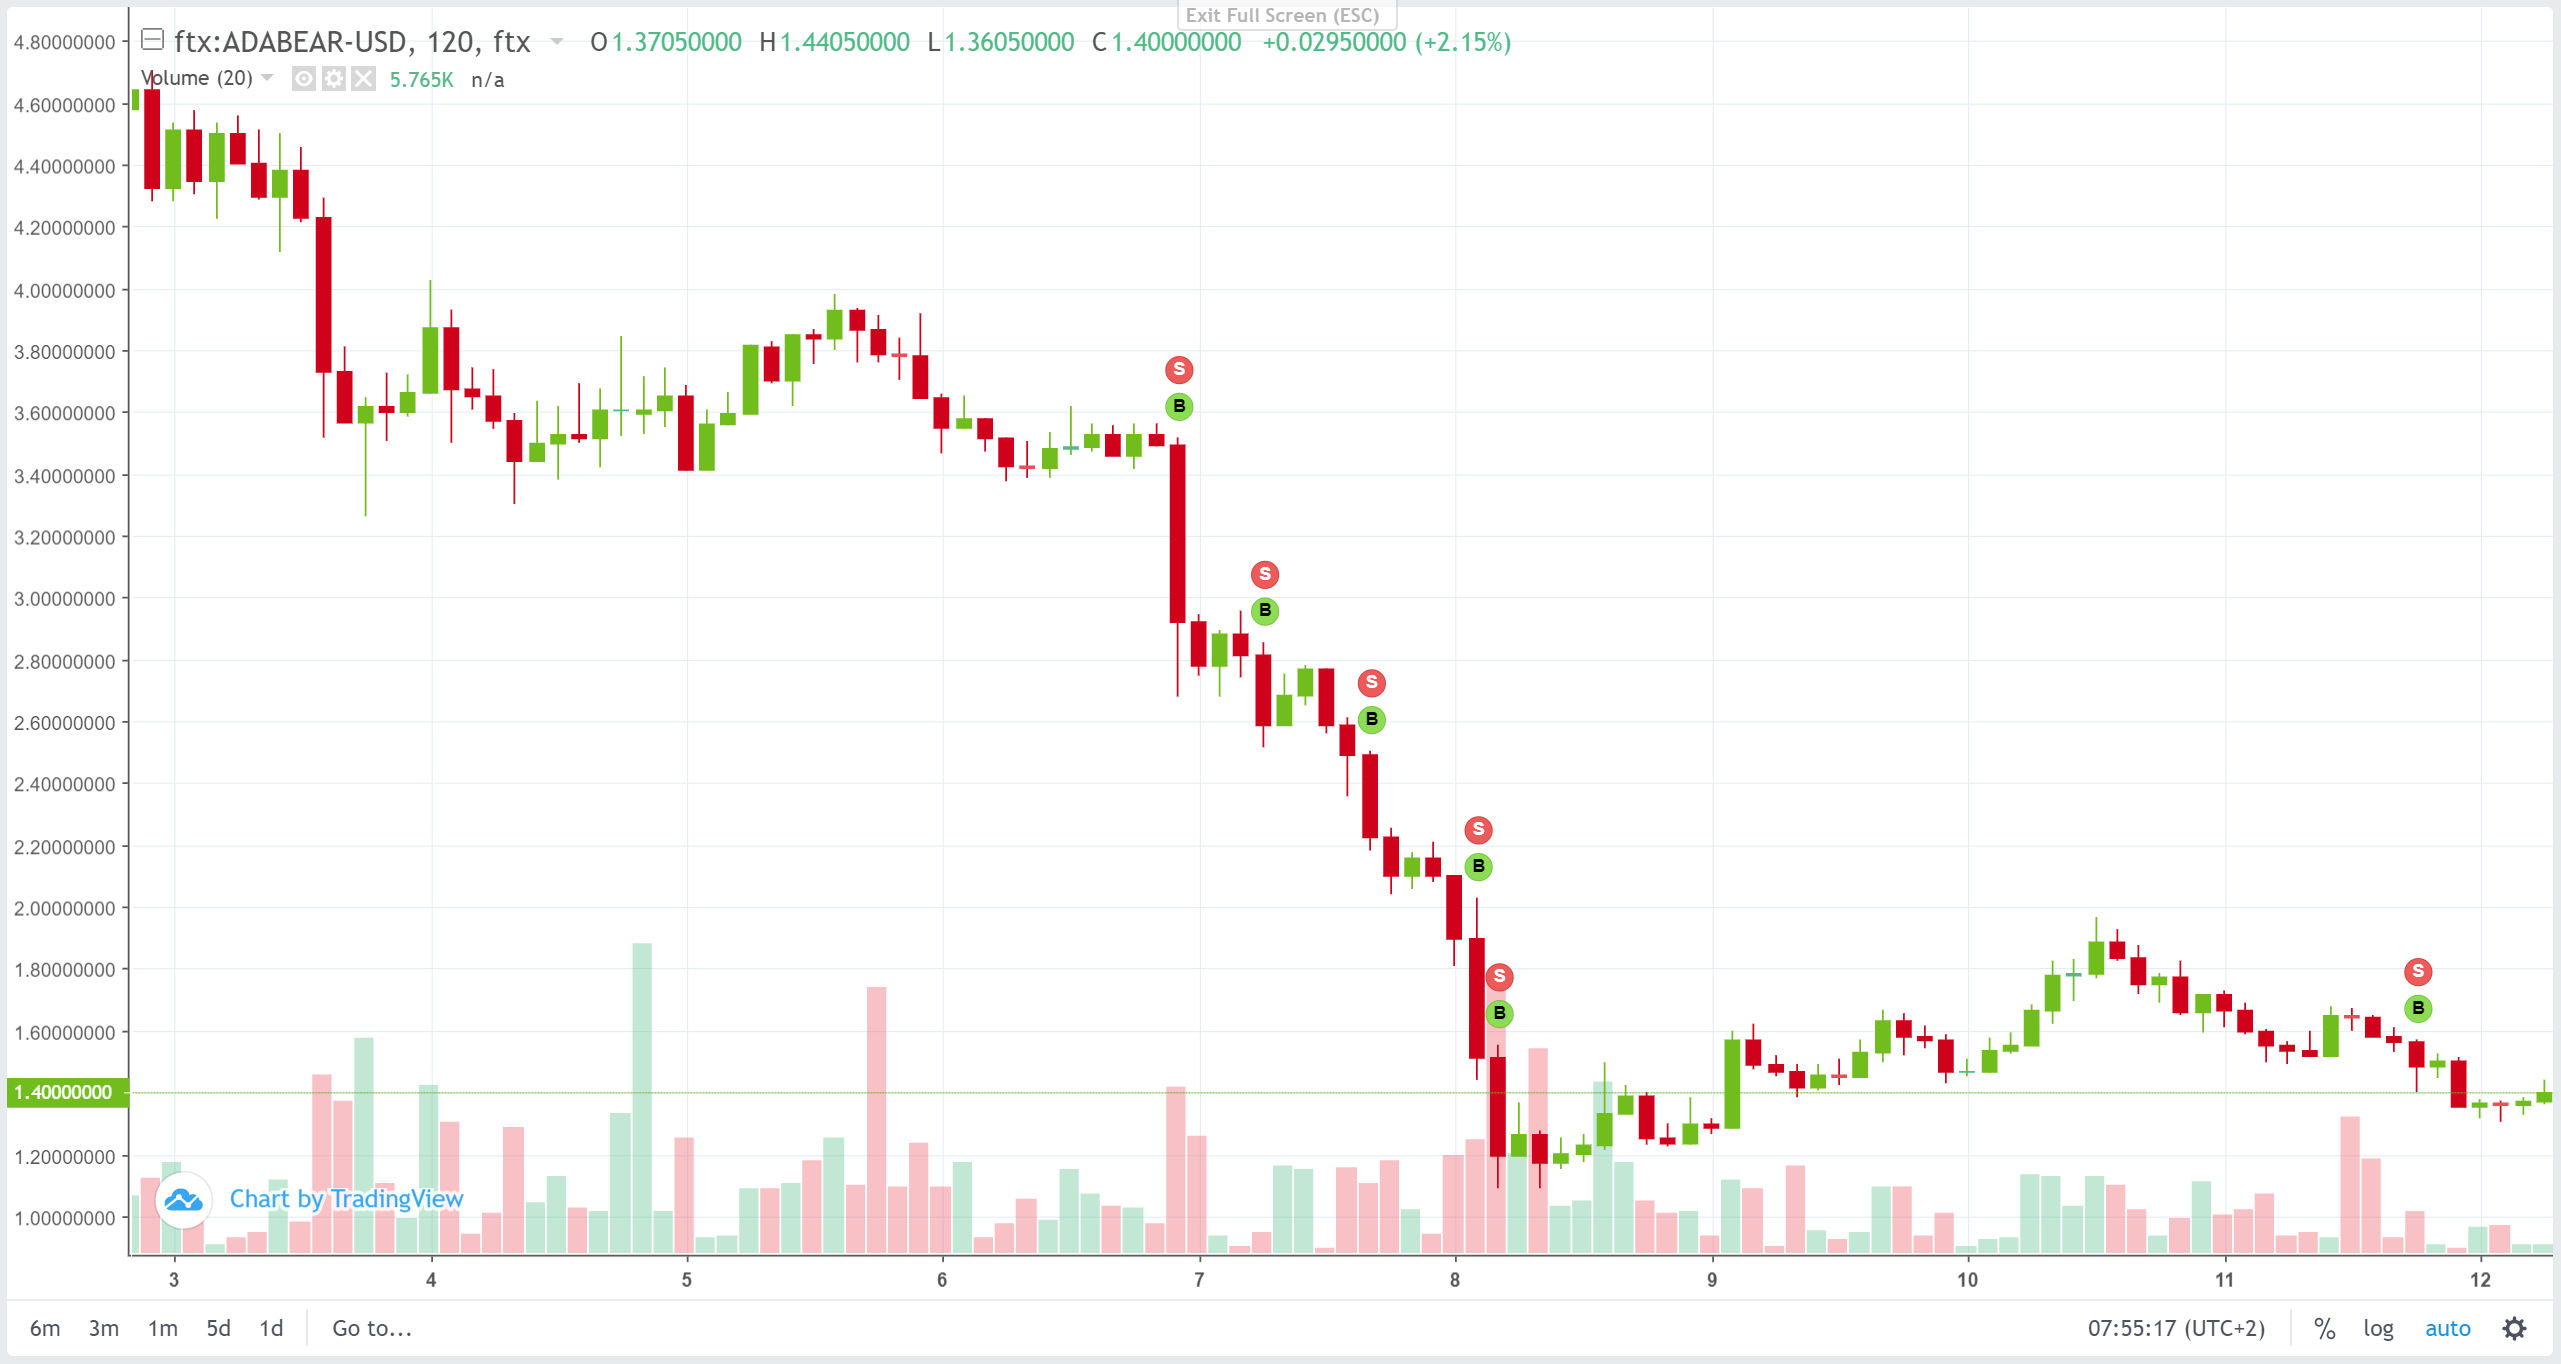 Exit Full Screen (ESC)
ftx:ADABEAR-USD, 120, ftx O1.37050000 H1.44050000 L1.36050000 C1.40000000 +0.02950000 (+2.15%)
Volume (20) 5.765K n/a
4.80000000
4.60000000
4.40000000
4.20000000
4.00000000
3.80000000
3.60000000
3.40000000
3.20000000
3.00000000
2.80000000
2.60000000
2.40000000
2.20000000
2.00000000
1.80000000
1.60000000
1.40000000
1.20000000
1.00000000
S
B
S
B
S
B
S
B
S
B
S
B
Chart by TradingView
3 4 5 6 7 8 9 10 11 12
6m 3m 1m 5d 1d Go to... 07:55:17 (UTC+2) % log auto